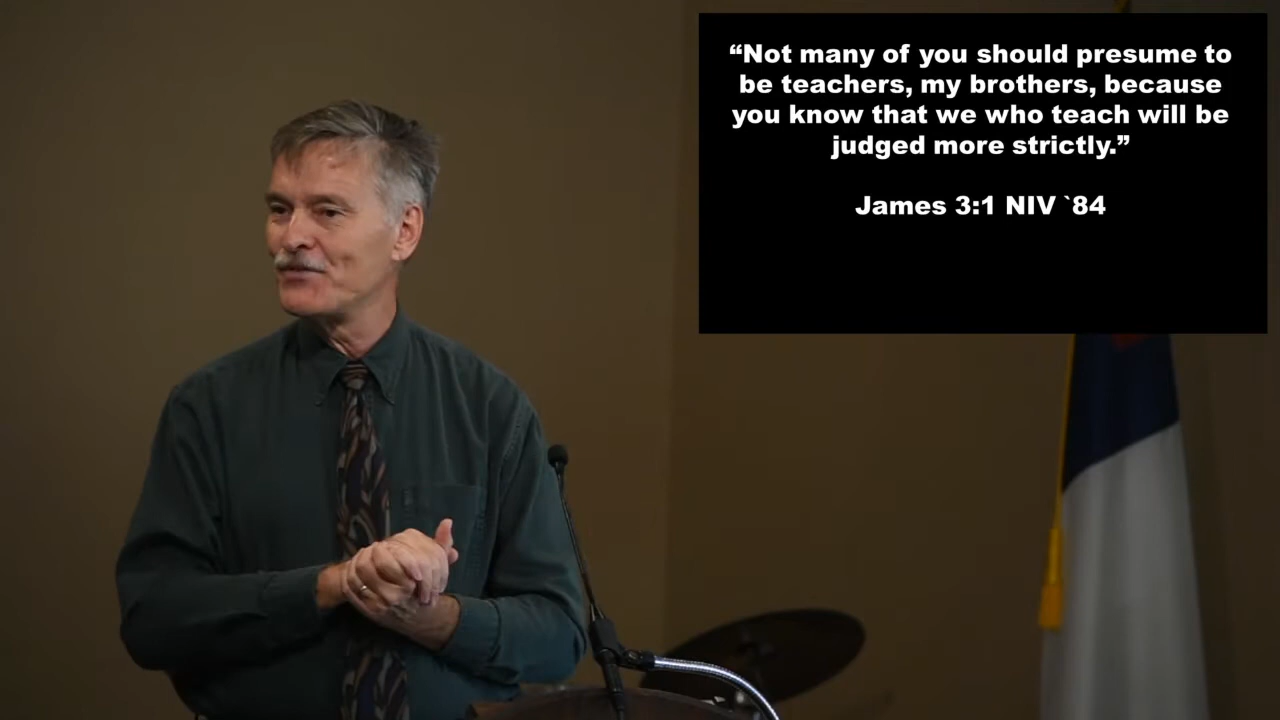 “Not many of you should presume to
be teachers, my brothers, because
you know that we who teach will be
judged more strictly.”
James 3:1 NIV `84